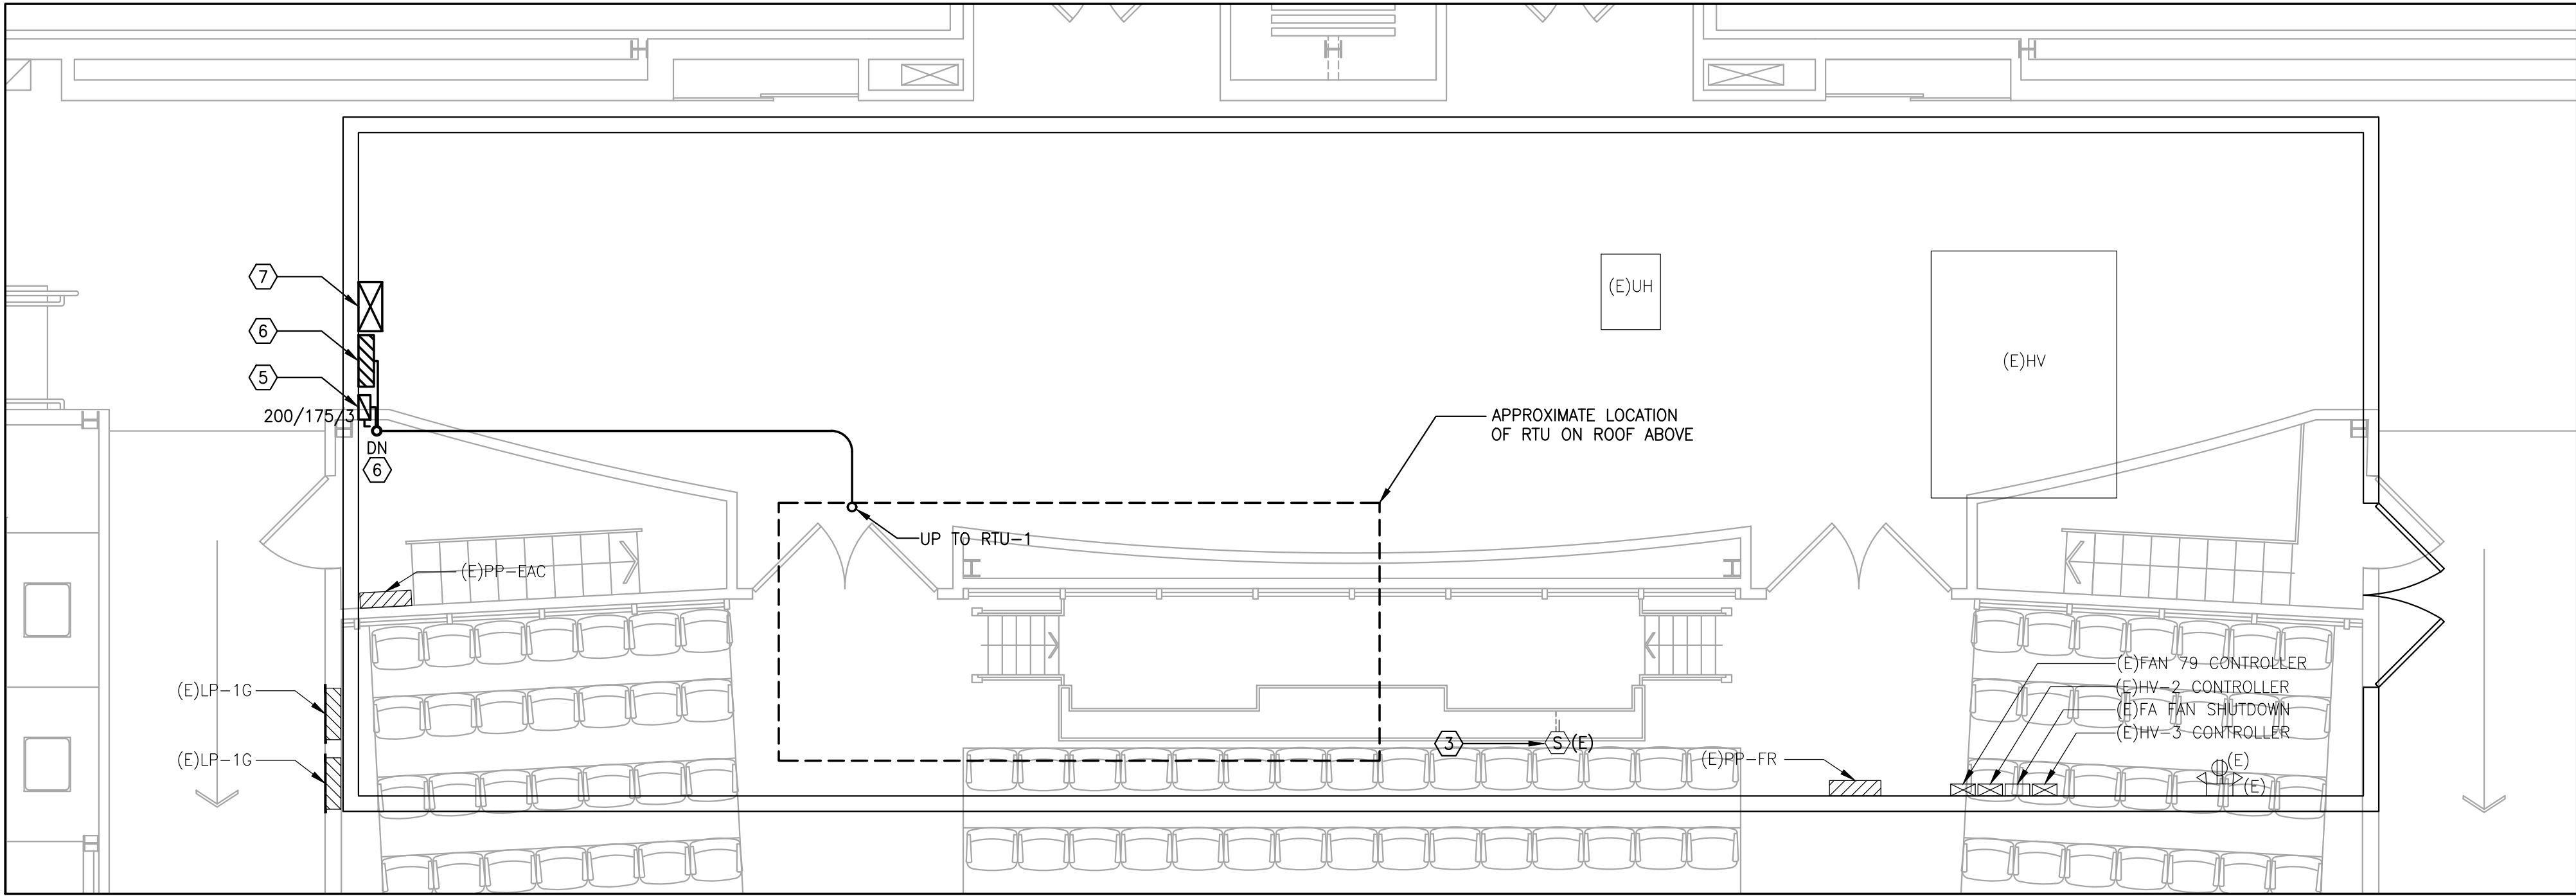 7
6
5
200/175/3
DN
6
(E)UH
(E)HV
APPROXIMATE LOCATION
OF RTU ON ROOF ABOVE
UP TO RTU-1
(E)PP-EAC
(E)LP-1G
(E)LP-1G
3
S (E)
(E)PP-FR
(E)FAN 79 CONTROLLER
(E)HV-2 CONTROLLER
(E)FA FAN SHUTDOWN
(E)HV-3 CONTROLLER
(E)
(E)